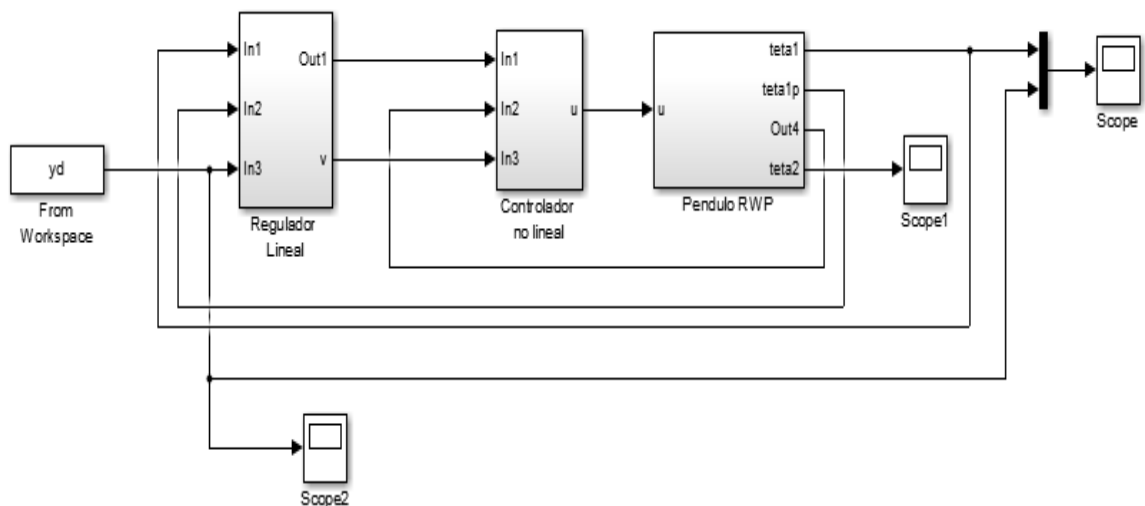 yd
From
Workspace
In1
In2
In3
Out1
v
Regulador
Lineal
In1
In2
In3
u
Controlador
no lineal
u
teta1
teta1p
Out4
teta2
Pendulo RWP
Scope1
Scope
Scope2